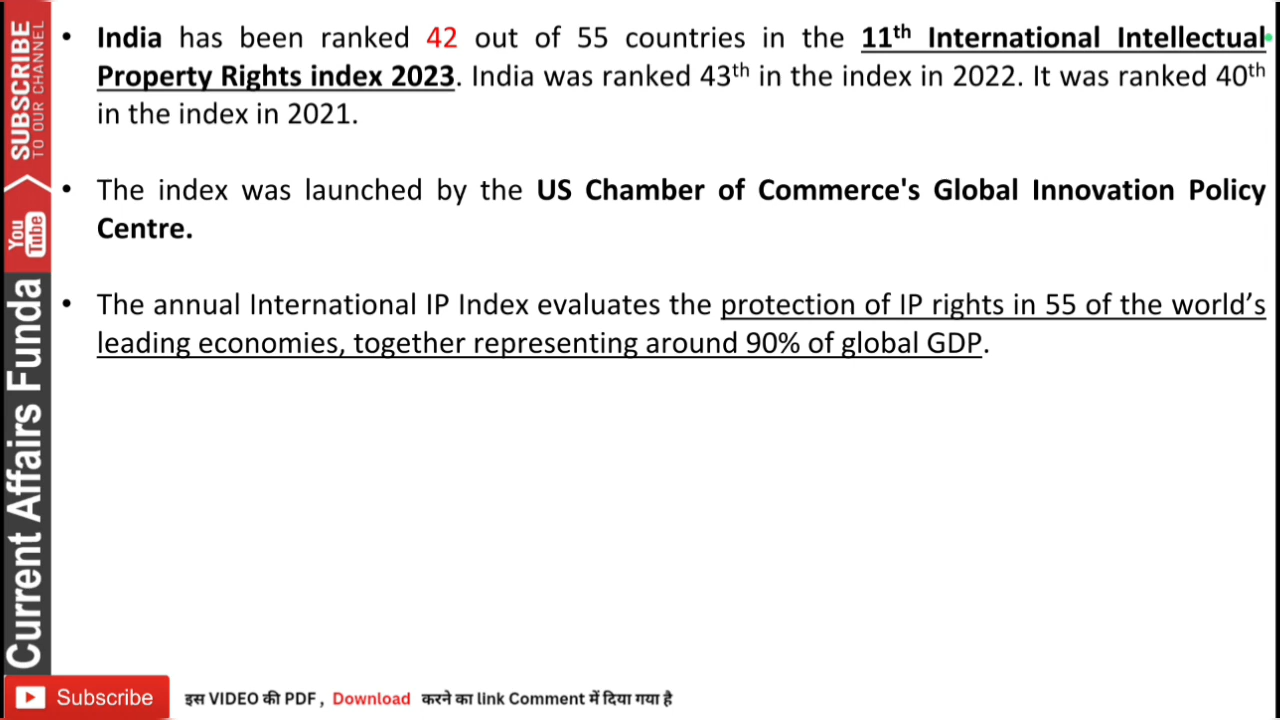 • India has been ranked 42 out of 55 countries in the 11th International Intellectual
Property Rights index 2023. India was ranked 43th in the index in 2022. It was ranked 40th
in the index in 2021.
• The index was launched by the US Chamber of Commerce's Global Innovation Policy
Centre.
• The annual International IP Index evaluates the protection of IP rights in 55 of the world’s
leading economies, together representing around 90% of global GDP.
SUBSCRIBE
TO OUR CHANNEL
You
Tube
Current Affairs Funda
Subscribe
इस VIDEO की PDF , Download करने का link Comment में दिया गया है